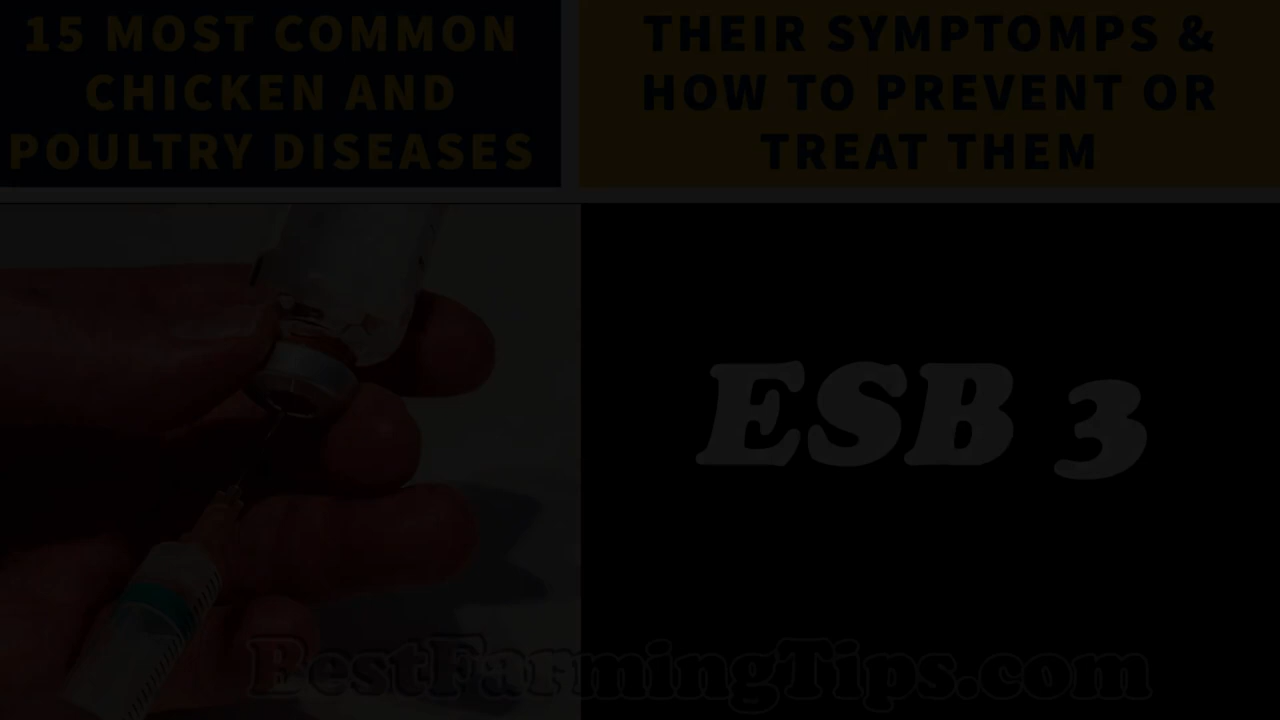 15 MOST COMMON
CHICKEN AND
POULTRY DISEASES
THEIR SYMPTOMPS &
HOW TO PREVENT OR
TREAT THEM
ESB 3
BestFarmingTips.com